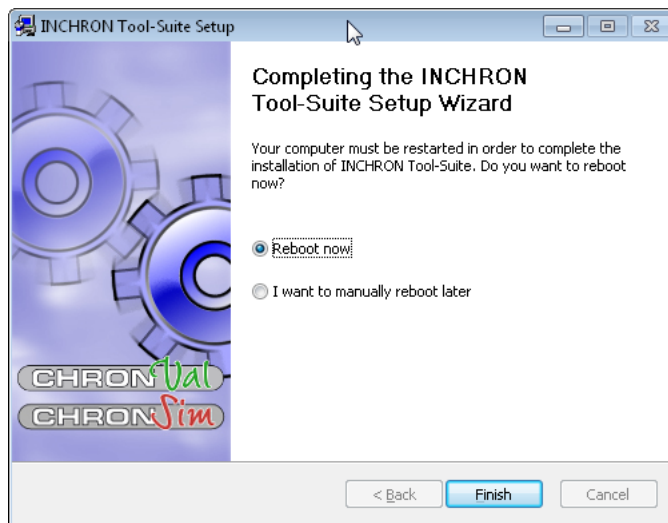 INCHRON Tool-Suite Setup
Completing the INCHRON
Tool-Suite Setup Wizard
Your computer must be restarted in order to complete the
installation of INCHRON Tool-Suite. Do you want to reboot
now?
Reboot now
I want to manually reboot later
CHRONVal
CHRONSim
< Back
Finish
Cancel